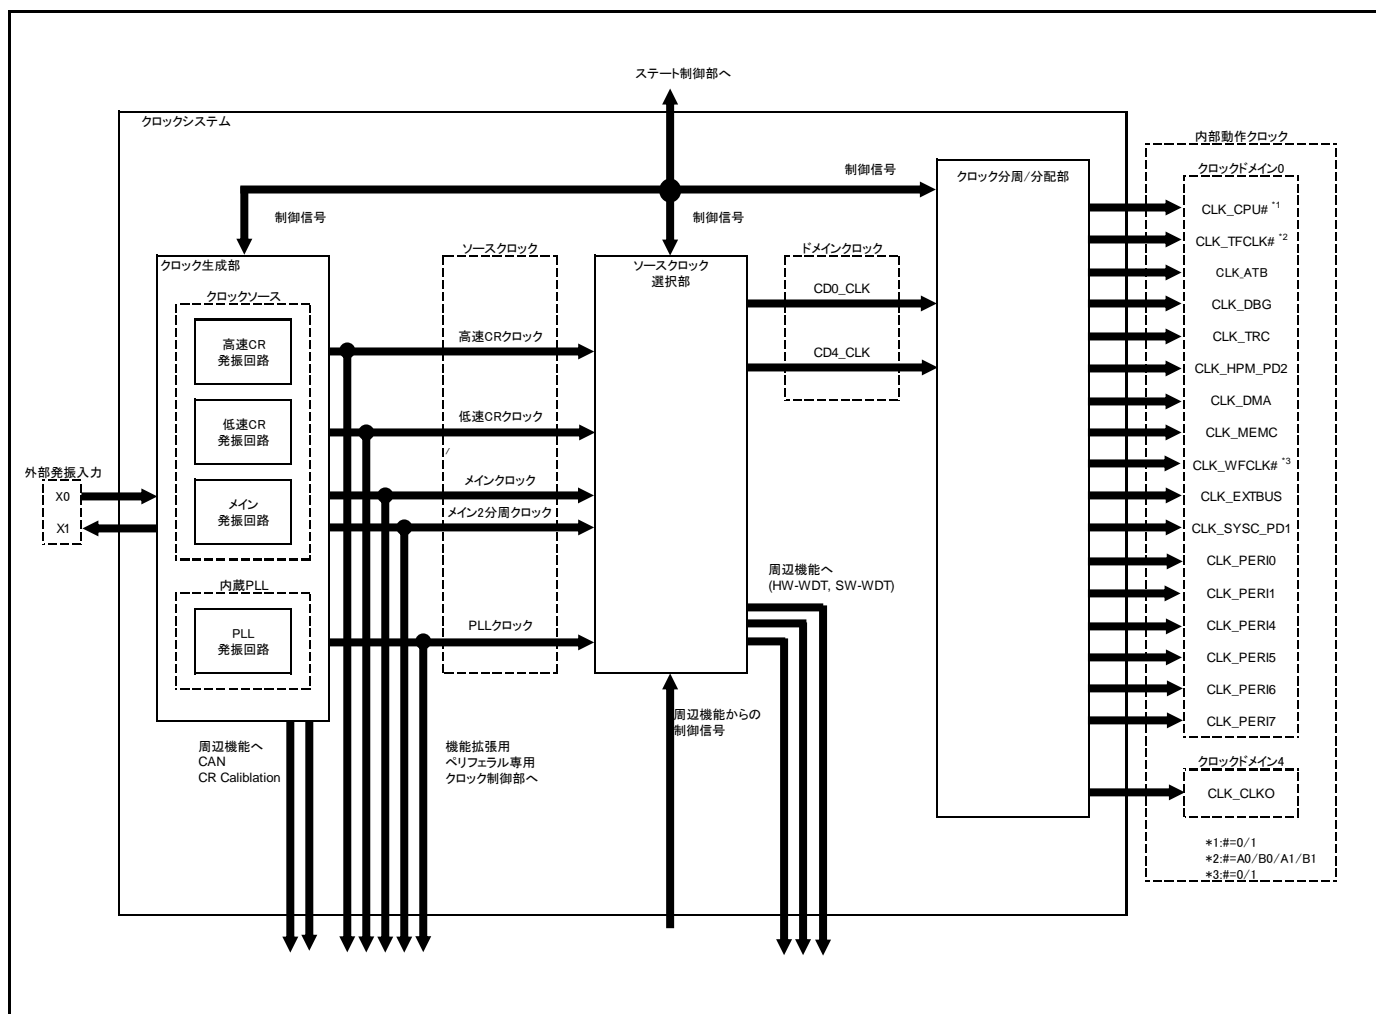 ステート制御部へ
クロックシステム
制御信号
制御信号
制御信号
クロック生成部
クロックソース
高速CR
発振回路
低速CR
発振回路
メイン
発振回路
内蔵PLL
PLL
発振回路
外部発振入力
X0
X1
ソースクロック
高速CRクロック
低速CRクロック
/
メインクロック
メイン2分周クロック
PLLクロック
ソースクロック
選択部
ドメインクロック
CD0_CLK
CD4_CLK
クロック分周/分配部
周辺機能へ
(HW-WDT, SW-WDT)
周辺機能からの
制御信号
周辺機能へ
CAN
CR Caliblation
機能拡張用
ペリフェラル専用
クロック制御部へ
内部動作クロック
クロックドメイン0
CLK_CPU# *1
CLK_TFCLK# *2
CLK_ATB
CLK_DBG
CLK_TRC
CLK_HPM_PD2
CLK_DMA
CLK_MEMC
CLK_WFCLK# *3
CLK_EXTBUS
CLK_SYSC_PD1
CLK_PERI0
CLK_PERI1
CLK_PERI4
CLK_PERI5
CLK_PERI6
CLK_PERI7
クロックドメイン4
CLK_CLKO
*1:#=0/1
*2:#=A0/B0/A1/B1
*3:#=0/1